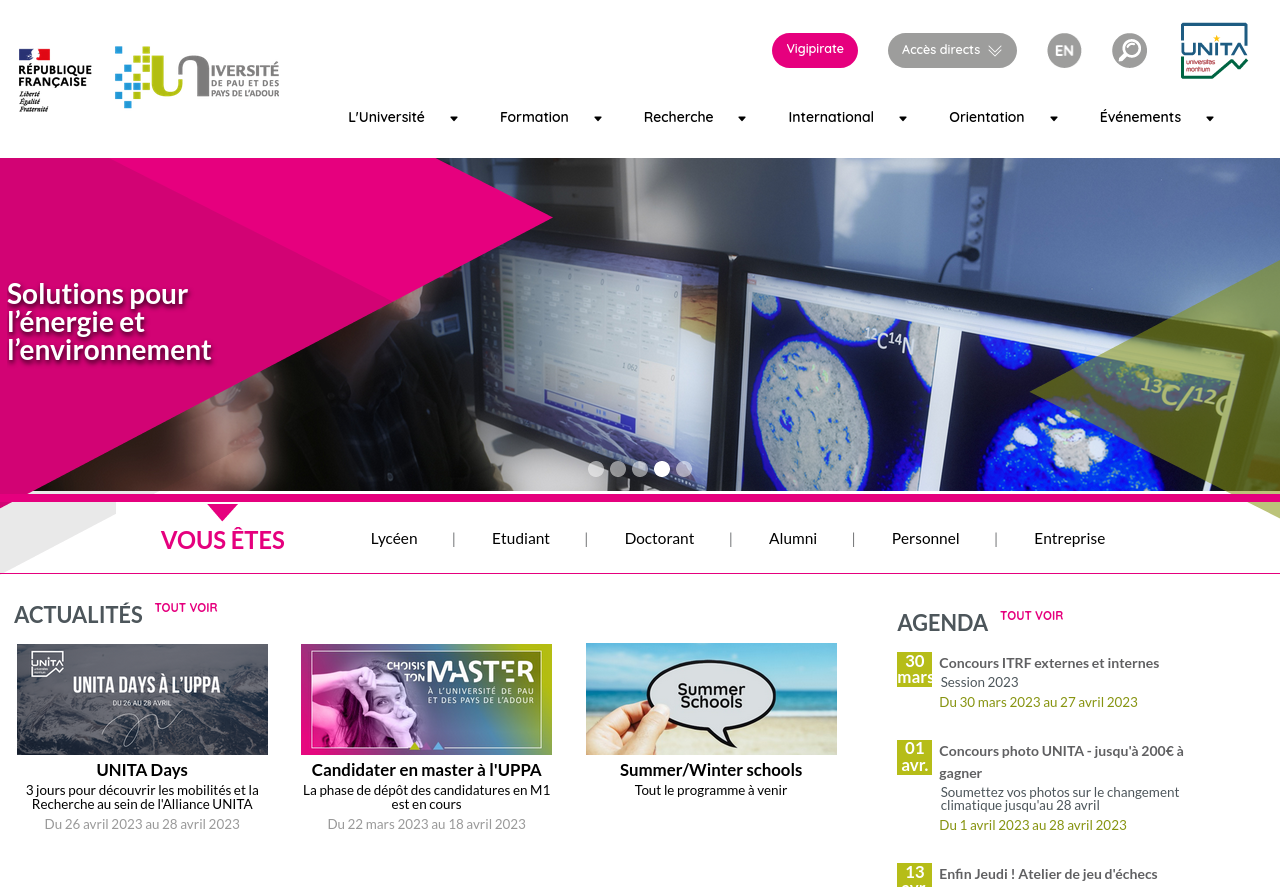 RÉPUBLIQUE
FRANÇAISE
Liberté
Égalité
Fraternité
UNIVERSITÉ
DE PAU ET DES
PAYS DE L'ADOUR
Vigipirate
Accès directs
EN
UNITA
universitas
montium
L'Université
Formation
Recherche
International
Orientation
Événements
Solutions pour
l’énergie et
l’environnement
12C14N
13C/12C
VOUS ÊTES
Lycéen
|
Etudiant
|
Doctorant
|
Alumni
|
Personnel
|
Entreprise
ACTUALITÉS
TOUT VOIR
UNITA
UNITA DAYS À L'UPPA
DU 26 AU 28 AVRIL
UNITA Days
3 jours pour découvrir les mobilités et la
Recherche au sein de l'Alliance UNITA
Du 26 avril 2023 au 28 avril 2023
CHOISIS
TON MASTER
À L'UNIVERSITÉ DE PAU
ET DES PAYS DE L'ADOUR
Candidater en master à l'UPPA
La phase de dépôt des candidatures en M1
est en cours
Du 22 mars 2023 au 18 avril 2023
Summer
Schools
Summer/Winter schools
Tout le programme à venir
AGENDA
TOUT VOIR
30
mars
Concours ITRF externes et internes
Session 2023
Du 30 mars 2023 au 27 avril 2023
01
avr.
Concours photo UNITA - jusqu'à 200€ à
gagner
Soumettez vos photos sur le changement
climatique jusqu'au 28 avril
Du 1 avril 2023 au 28 avril 2023
13
avr.
Enfin Jeudi ! Atelier de jeu d'échecs